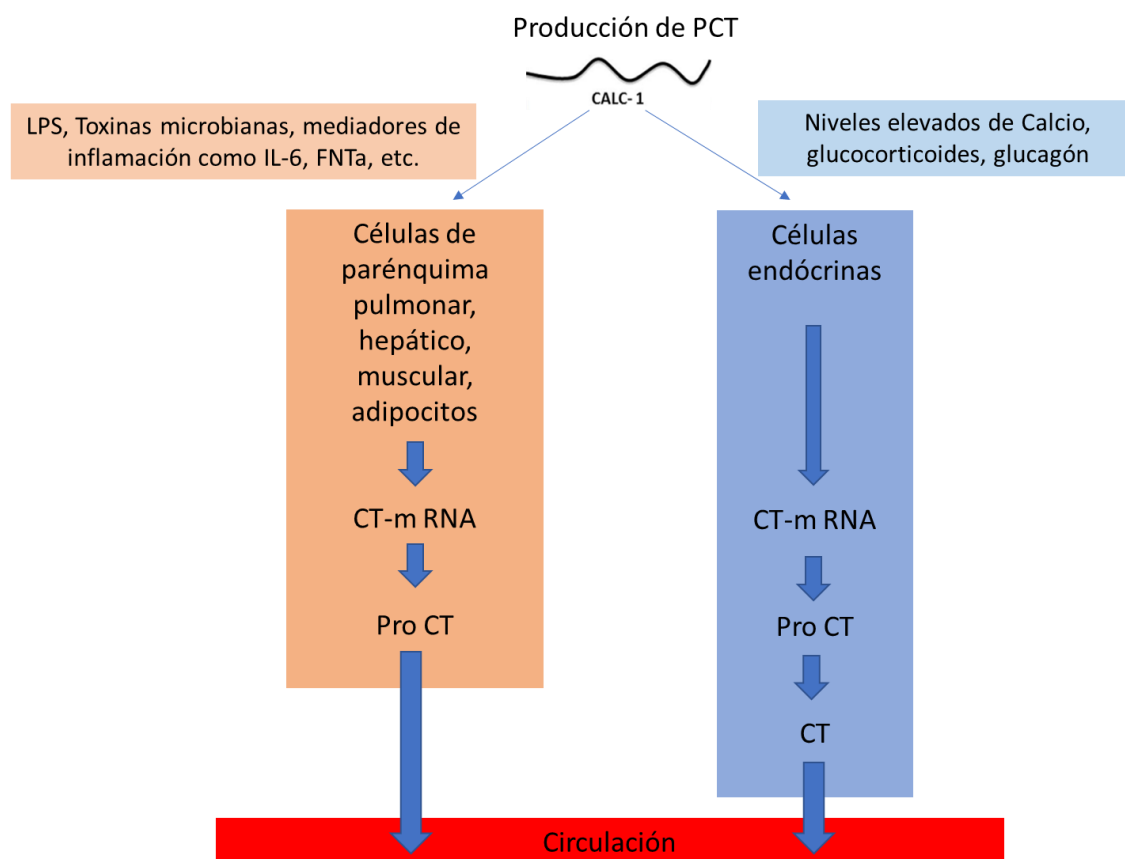 Producción de PCT
CALC- 1
LPS, Toxinas microbianas, mediadores de
inflamación como IL-6, FNTa, etc.
Niveles elevados de Calcio,
glucocorticoides, glucagón
Células de
parénquima
pulmonar,
hepático,
muscular,
adipocitos
CT-m RNA
Pro CT
Células
endócrinas
CT-m RNA
Pro CT
CT
Circulación